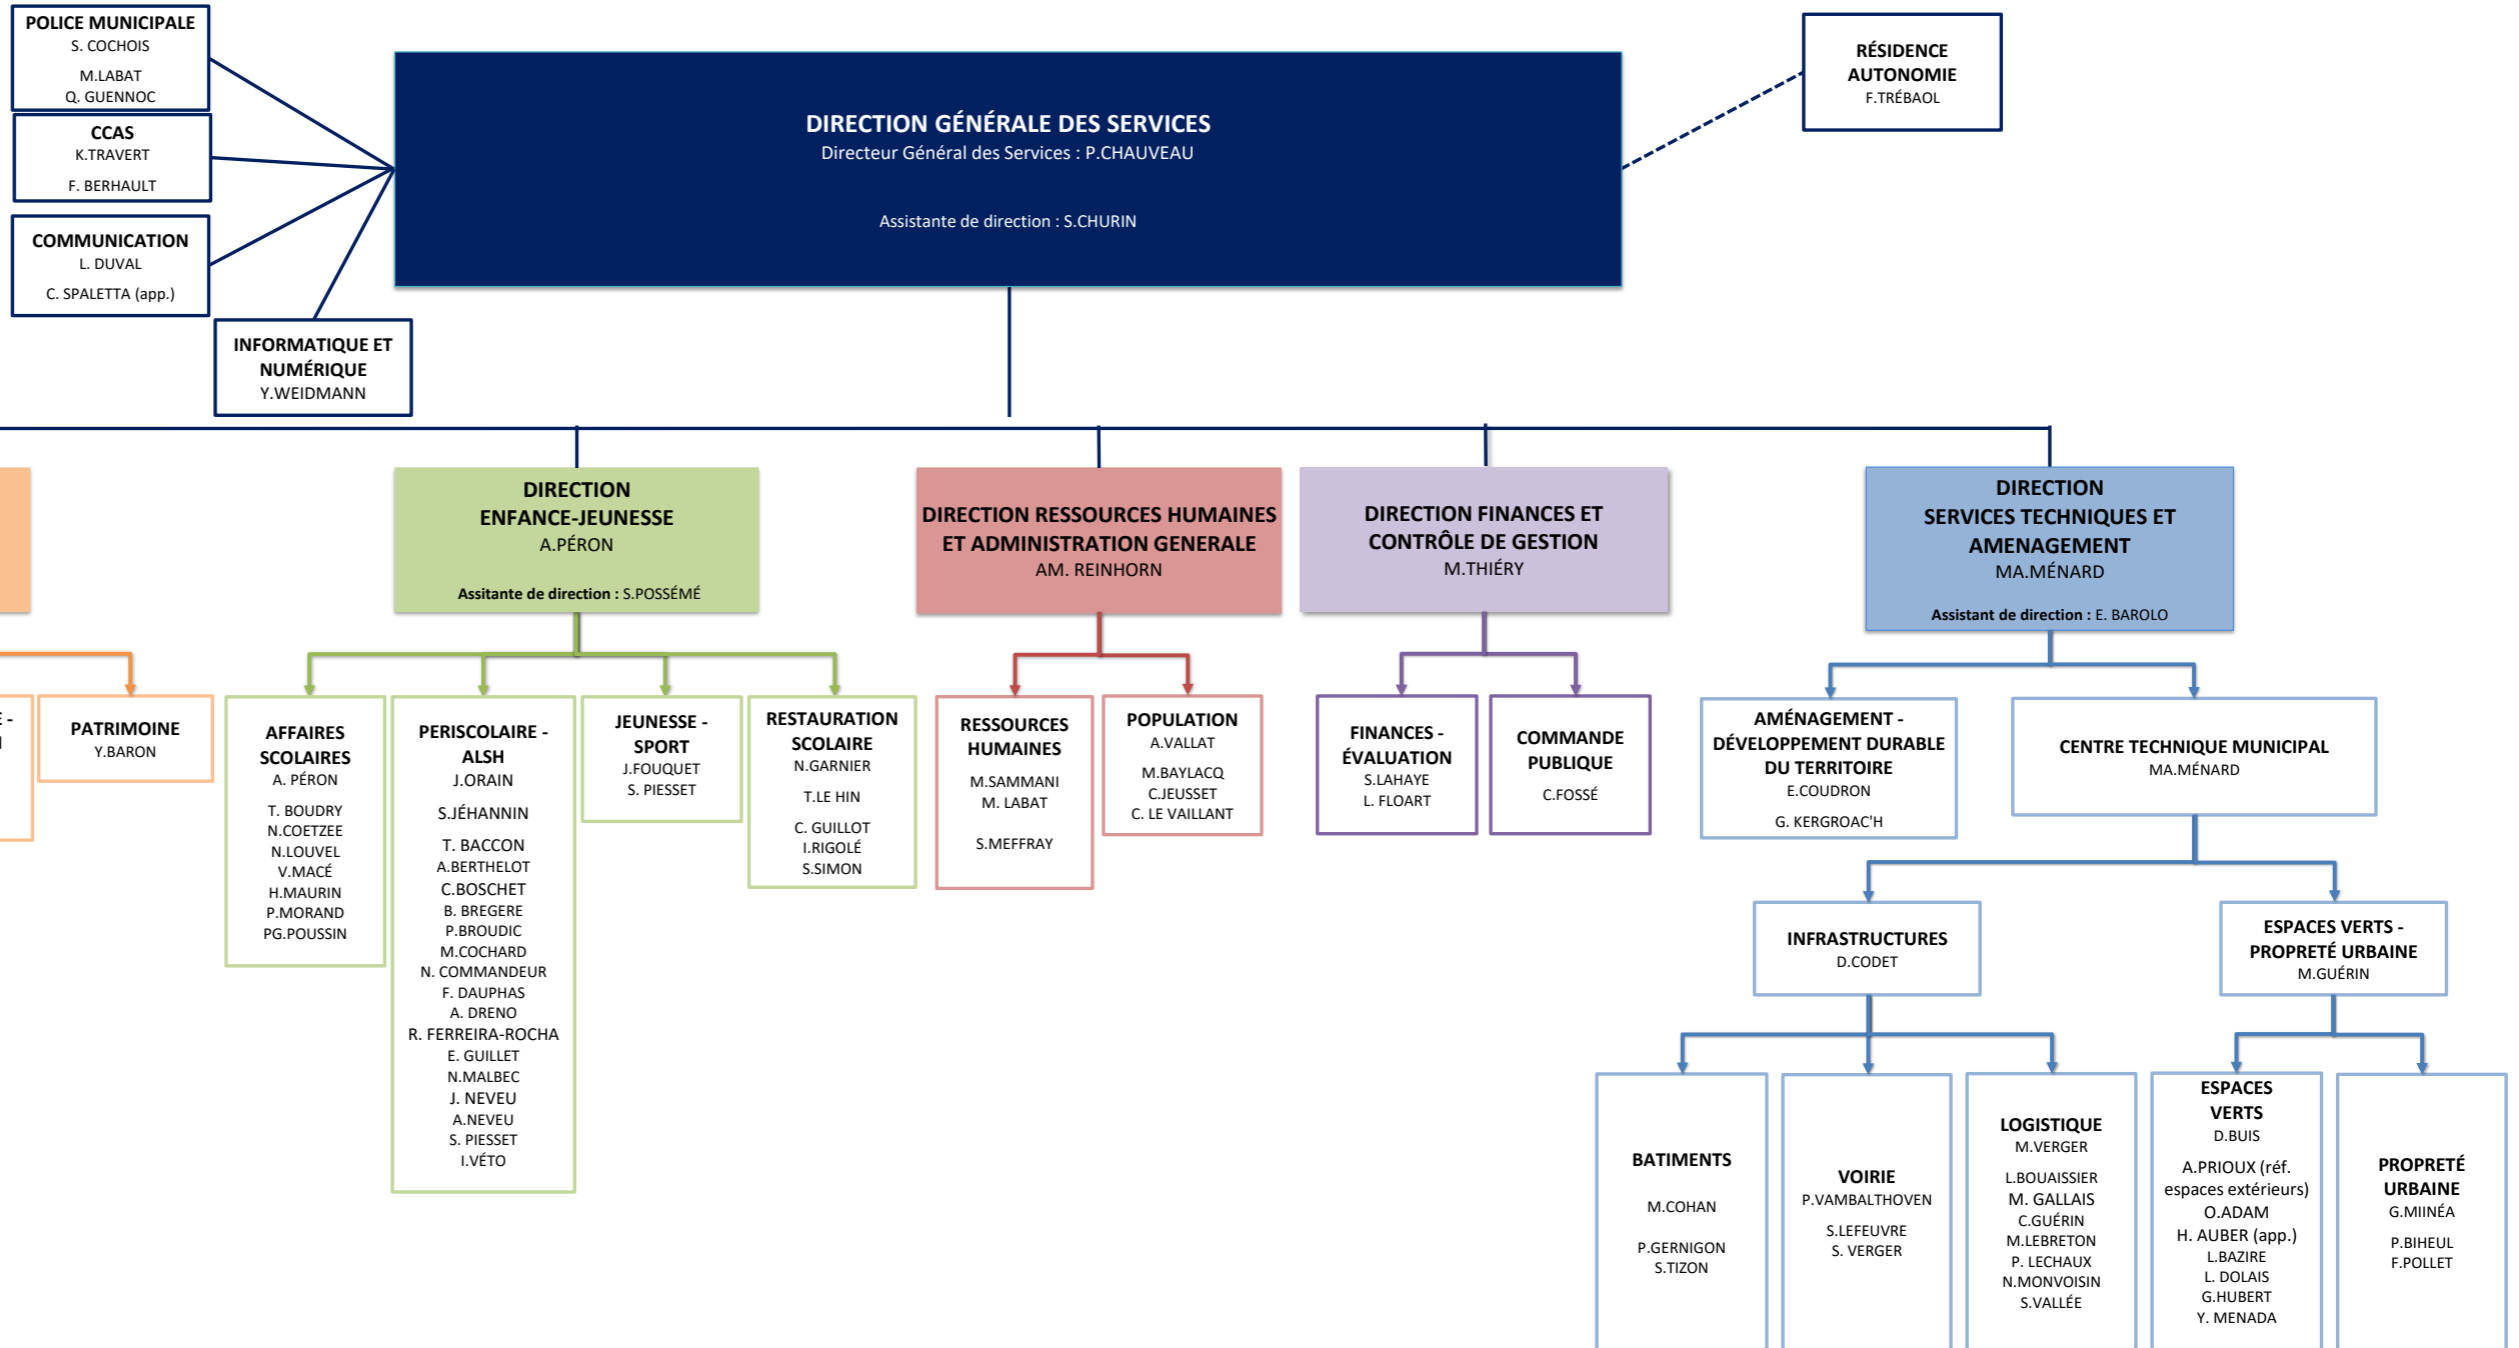 POLICE MUNICIPALE
S. COCHOIS
M.LABAT
Q. GUENNOC
CCAS
K.TRAVERT
F. BERHAULT
COMMUNICATION
L. DUVAL
C. SPALETTA (app.)
INFORMATIQUE ET
NUMÉRIQUE
Y.WEIDMANN
DIRECTION GÉNÉRALE DES SERVICES
Directeur Général des Services : P.CHAUVEAU
Assistante de direction : S.CHURIN
RÉSIDENCE
AUTONOMIE
F.TRÉBAOL
DIRECTION
ENFANCE-JEUNESSE
A.PÉRON
Assitante de direction : S.POSSÉMÉ
DIRECTION RESSOURCES HUMAINES
ET ADMINISTRATION GENERALE
AM. REINHORN
DIRECTION FINANCES ET
CONTRÔLE DE GESTION
M.THIÉRY
DIRECTION
SERVICES TECHNIQUES ET
AMENAGEMENT
MA.MÉNARD
Assistant de direction : E. BAROLO
PATRIMOINE
Y.BARON
AFFAIRES
SCOLAIRES
A. PÉRON
T. BOUDRY
N.COETZEE
N.LOUVEL
V.MACÉ
H.MAURIN
P.MORAND
PG.POUSSIN
PERISCOLAIRE -
ALSH
J.ORAIN
S.JÉHANNIN
T. BACCON
A.BERTHELOT
C.BOSCHET
B. BREGERE
P.BROUDIC
M.COCHARD
N. COMMANDEUR
F. DAUPHAS
A. DRENO
R. FERREIRA-ROCHA
E. GUILLET
N.MALBEC
J. NEVEU
A.NEVEU
S. PIESSET
I.VÉTO
JEUNESSE -
SPORT
J.FOUQUET
S. PIESSET
RESTAURATION
SCOLAIRE
N.GARNIER
T.LE HIN
C. GUILLOT
I.RIGOLÉ
S.SIMON
RESSOURCES
HUMAINES
M.SAMMANI
M. LABAT
S.MEFFRAY
POPULATION
A.VALLAT
M.BAYLACQ
C.JEUSSET
C. LE VAILLANT
FINANCES -
ÉVALUATION
S.LAHAYE
L. FLOART
COMMANDE
PUBLIQUE
C.FOSSÉ
AMÉNAGEMENT -
DÉVELOPPEMENT DURABLE
DU TERRITOIRE
E.COUDRON
G. KERGROAC'H
CENTRE TECHNIQUE MUNICIPAL
MA.MÉNARD
INFRASTRUCTURES
D.CODET
ESPACES VERTS -
PROPRETÉ URBAINE
M.GUÉRIN
BATIMENTS
M.COHAN
P.GERNIGON
S.TIZON
VOIRIE
P.VAMBALTHOVEN
S.LEFEUVRE
S. VERGER
LOGISTIQUE
M.VERGER
L.BOUAISSIER
M. GALLAIS
C.GUÉRIN
M.LEBRETON
P. LECHAUX
N.MONVOISIN
S.VALLÉE
ESPACES
VERTS
D.BUIS
A.PRIOUX (réf.
espaces extérieurs)
O.ADAM
H. AUBER (app.)
L.BAZIRE
L. DOLAIS
G.HUBERT
Y. MENADA
PROPRETÉ
URBAINE
G.MIINÉA
P.BIHEUL
F.POLLET